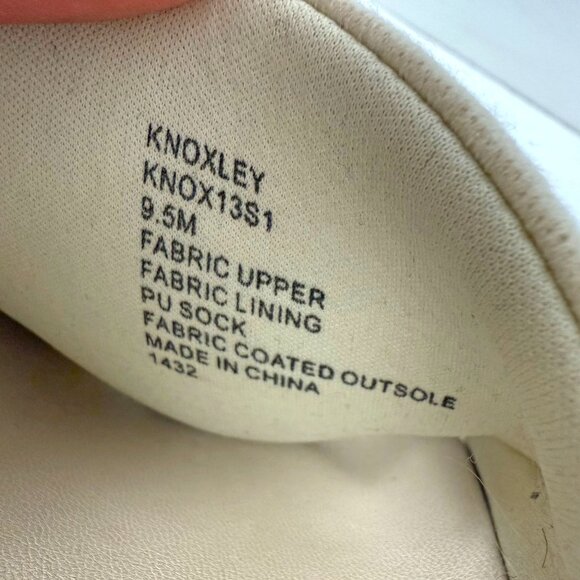 KNOXLEY
KNOX13S1
9.5M
FABRIC UPPER
FABRIC LINING
PU SOCK
FABRIC COATED OUTSOLE
MADE IN CHINA
1432